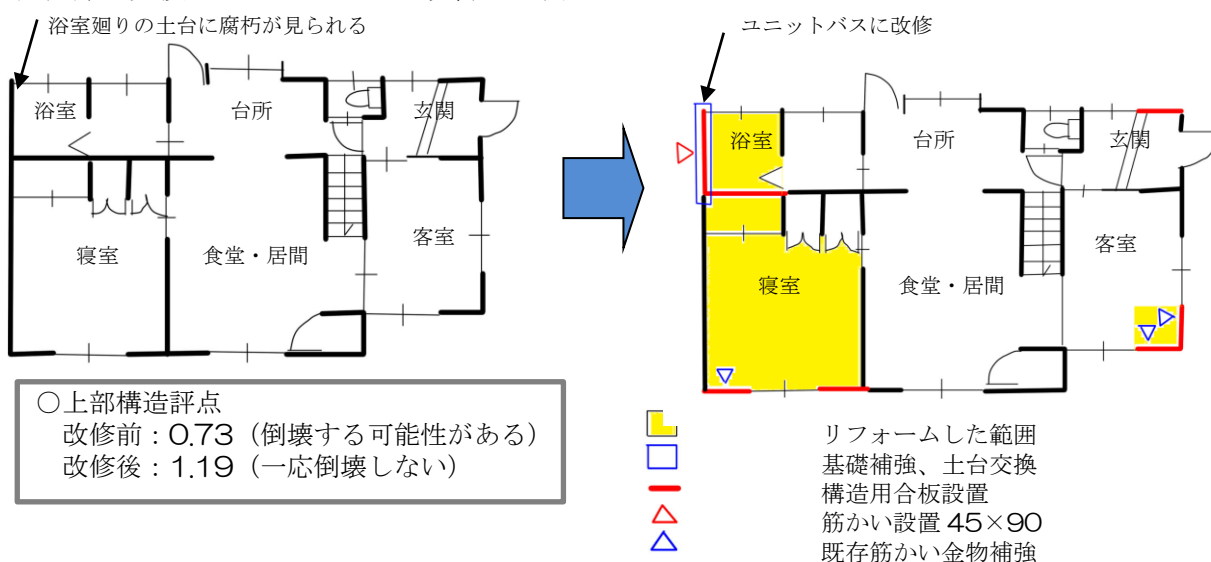 浴室廻りの土台に腐朽が見られる
浴室
台所
玄関
寝室
食堂・居間
客室
○上部構造評点
改修前：0.73（倒壊する可能性がある）
改修後：1.19（一応倒壊しない）
ユニットバスに改修
浴室
台所
玄関
寝室
食堂・居間
客室
リフォームした範囲
基礎補強、土台交換
構造用合板設置
筋かい設置 45×90
既存筋かい金物補強